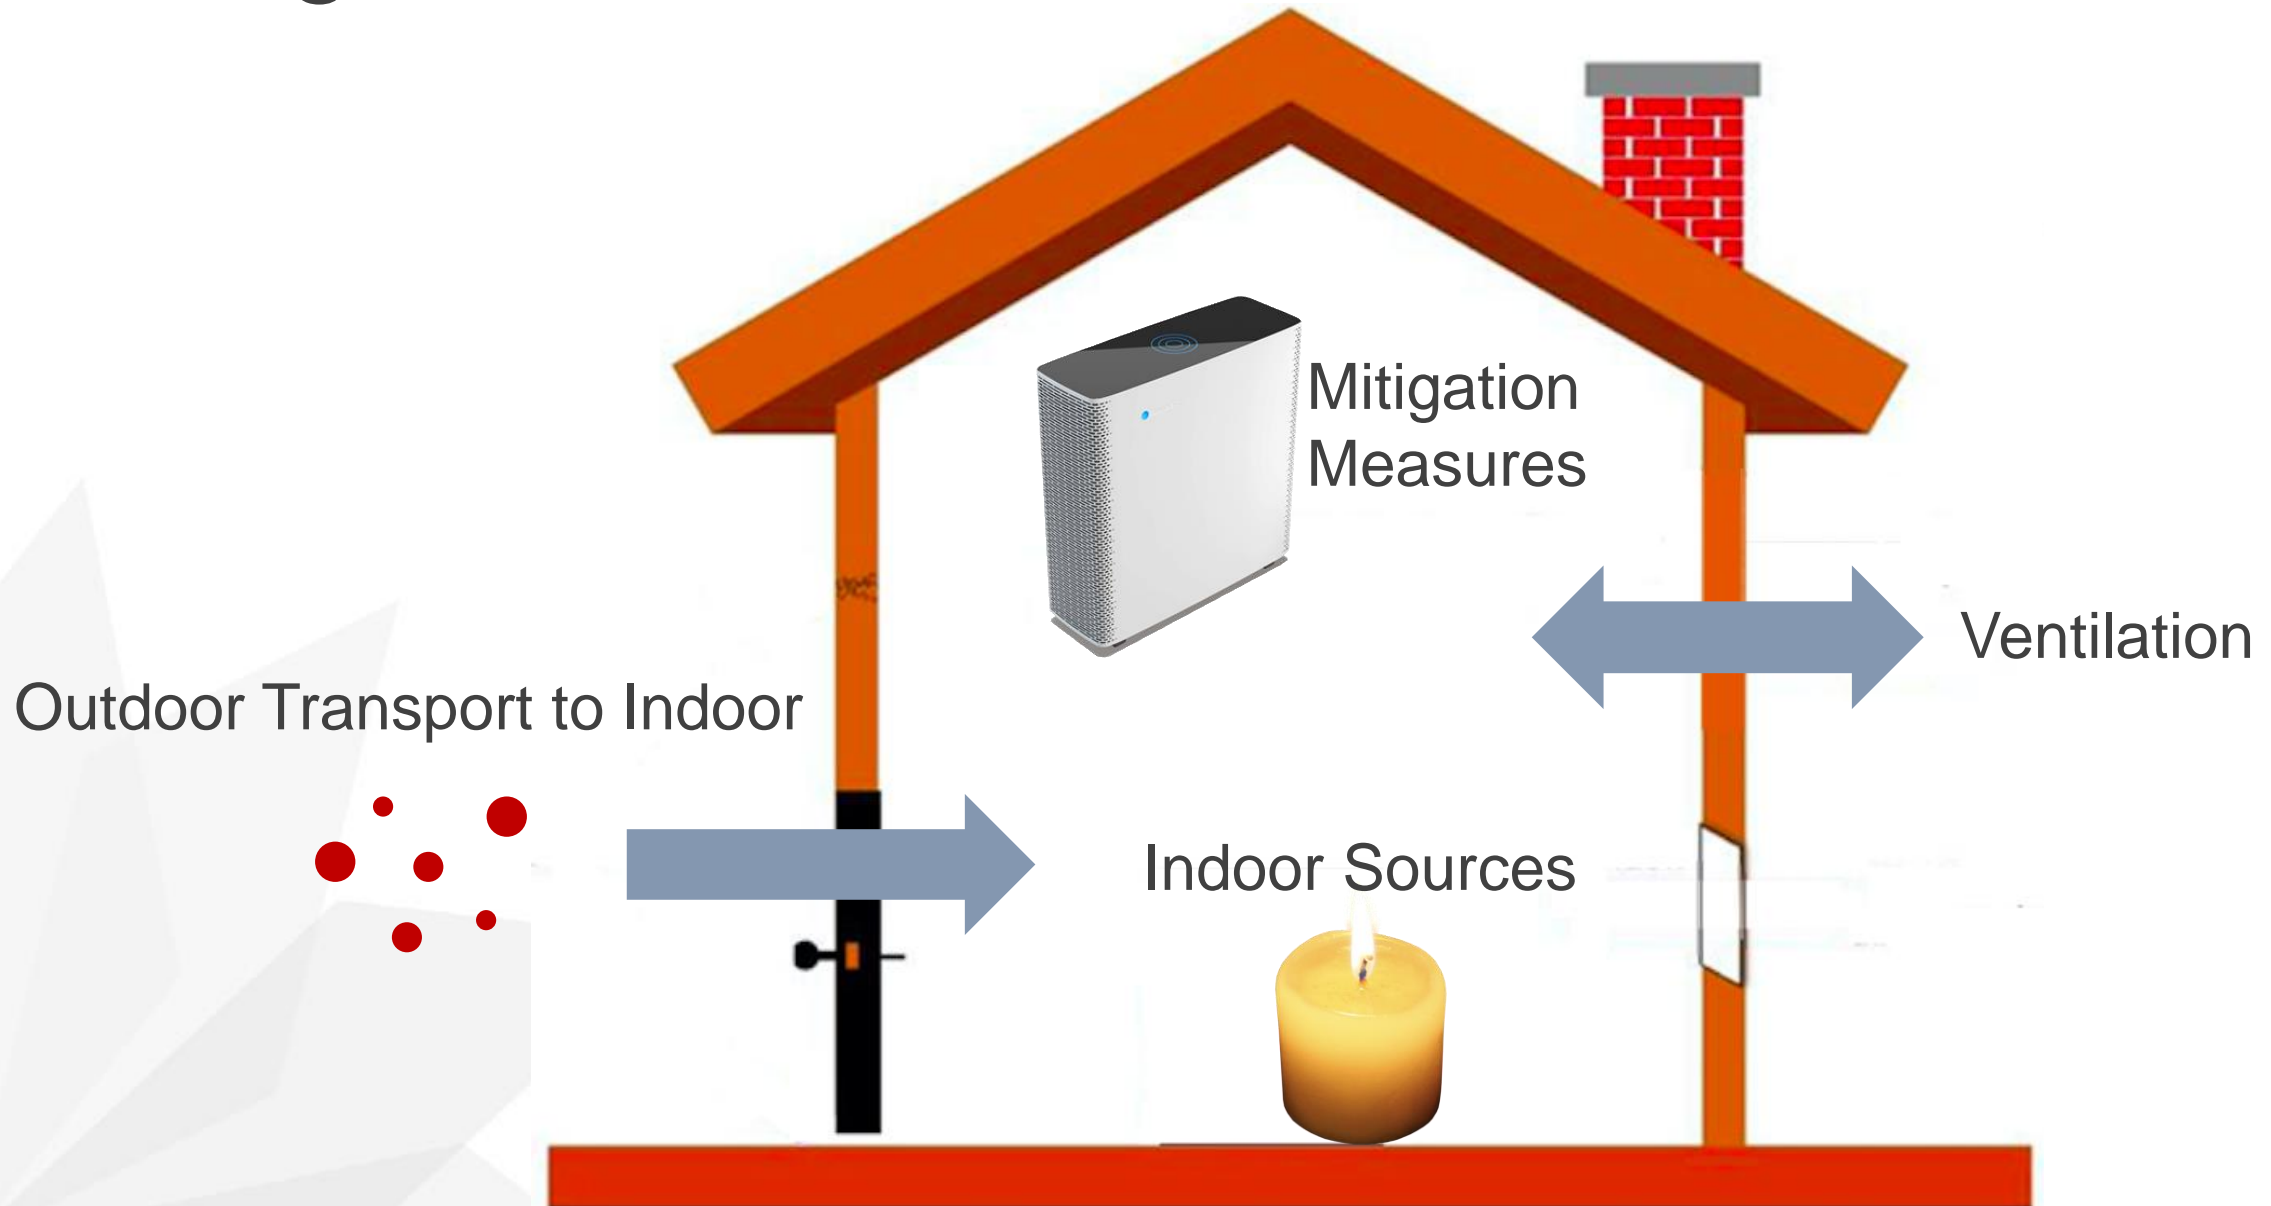 Mitigation
Measures
Ventilation
Outdoor Transport to Indoor
Indoor Sources